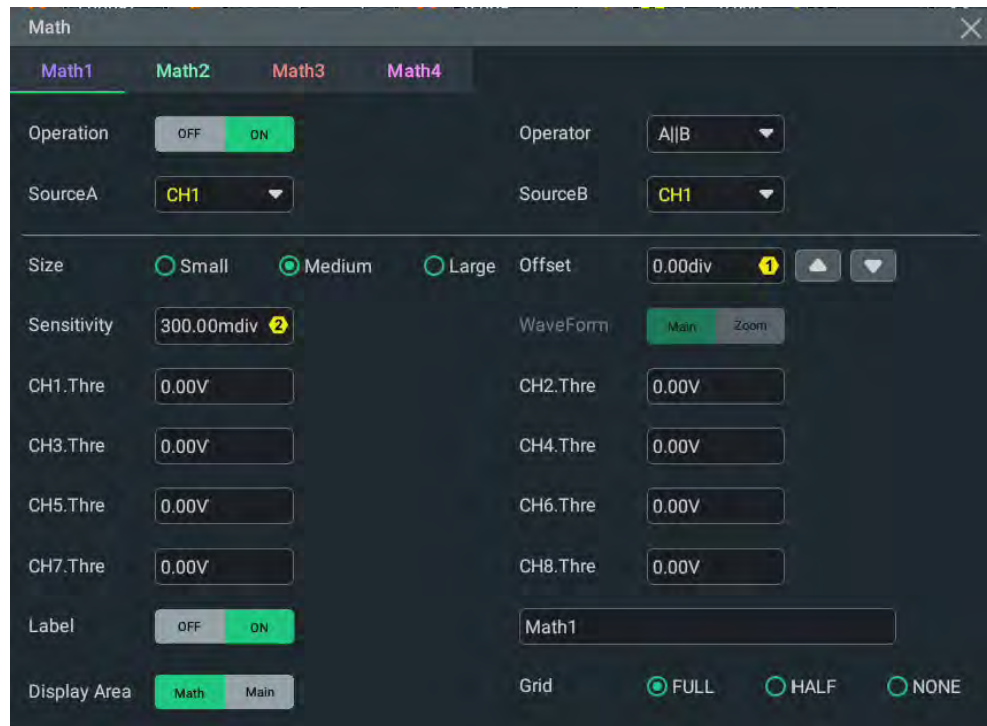 Math
Math1 Math2 Math3 Math4
Operation OFF ON Operator A||B
SourceA CH1 SourceB CH1
Size Small Medium Large Offset 0.00div 1
Sensitivity 300.00mdiv 2 WaveForm Main Zoom
CH1.Thre 0.00V CH2.Thre 0.00V
CH3.Thre 0.00V CH4.Thre 0.00V
CH5.Thre 0.00V CH6.Thre 0.00V
CH7.Thre 0.00V CH8.Thre 0.00V
Label OFF ON Math1
Display Area Math Main Grid FULL HALF NONE